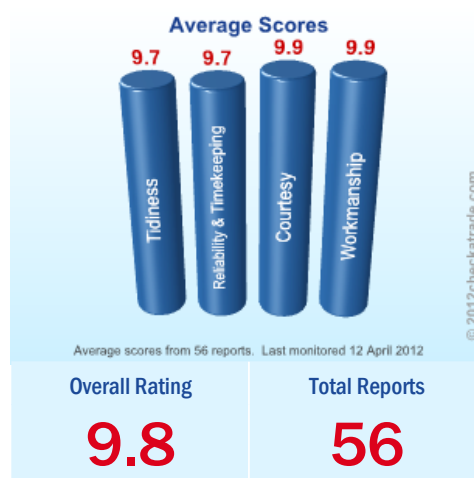 Average Scores
9.7
9.7
9.9
9.9
Tidiness
Reliability & Timekeeping
Courtesy
Workmanship
© 2012checkatrade.com
Average scores from 56 reports. Last monitored 12 April 2012
Overall Rating
Total Reports
9.8
56